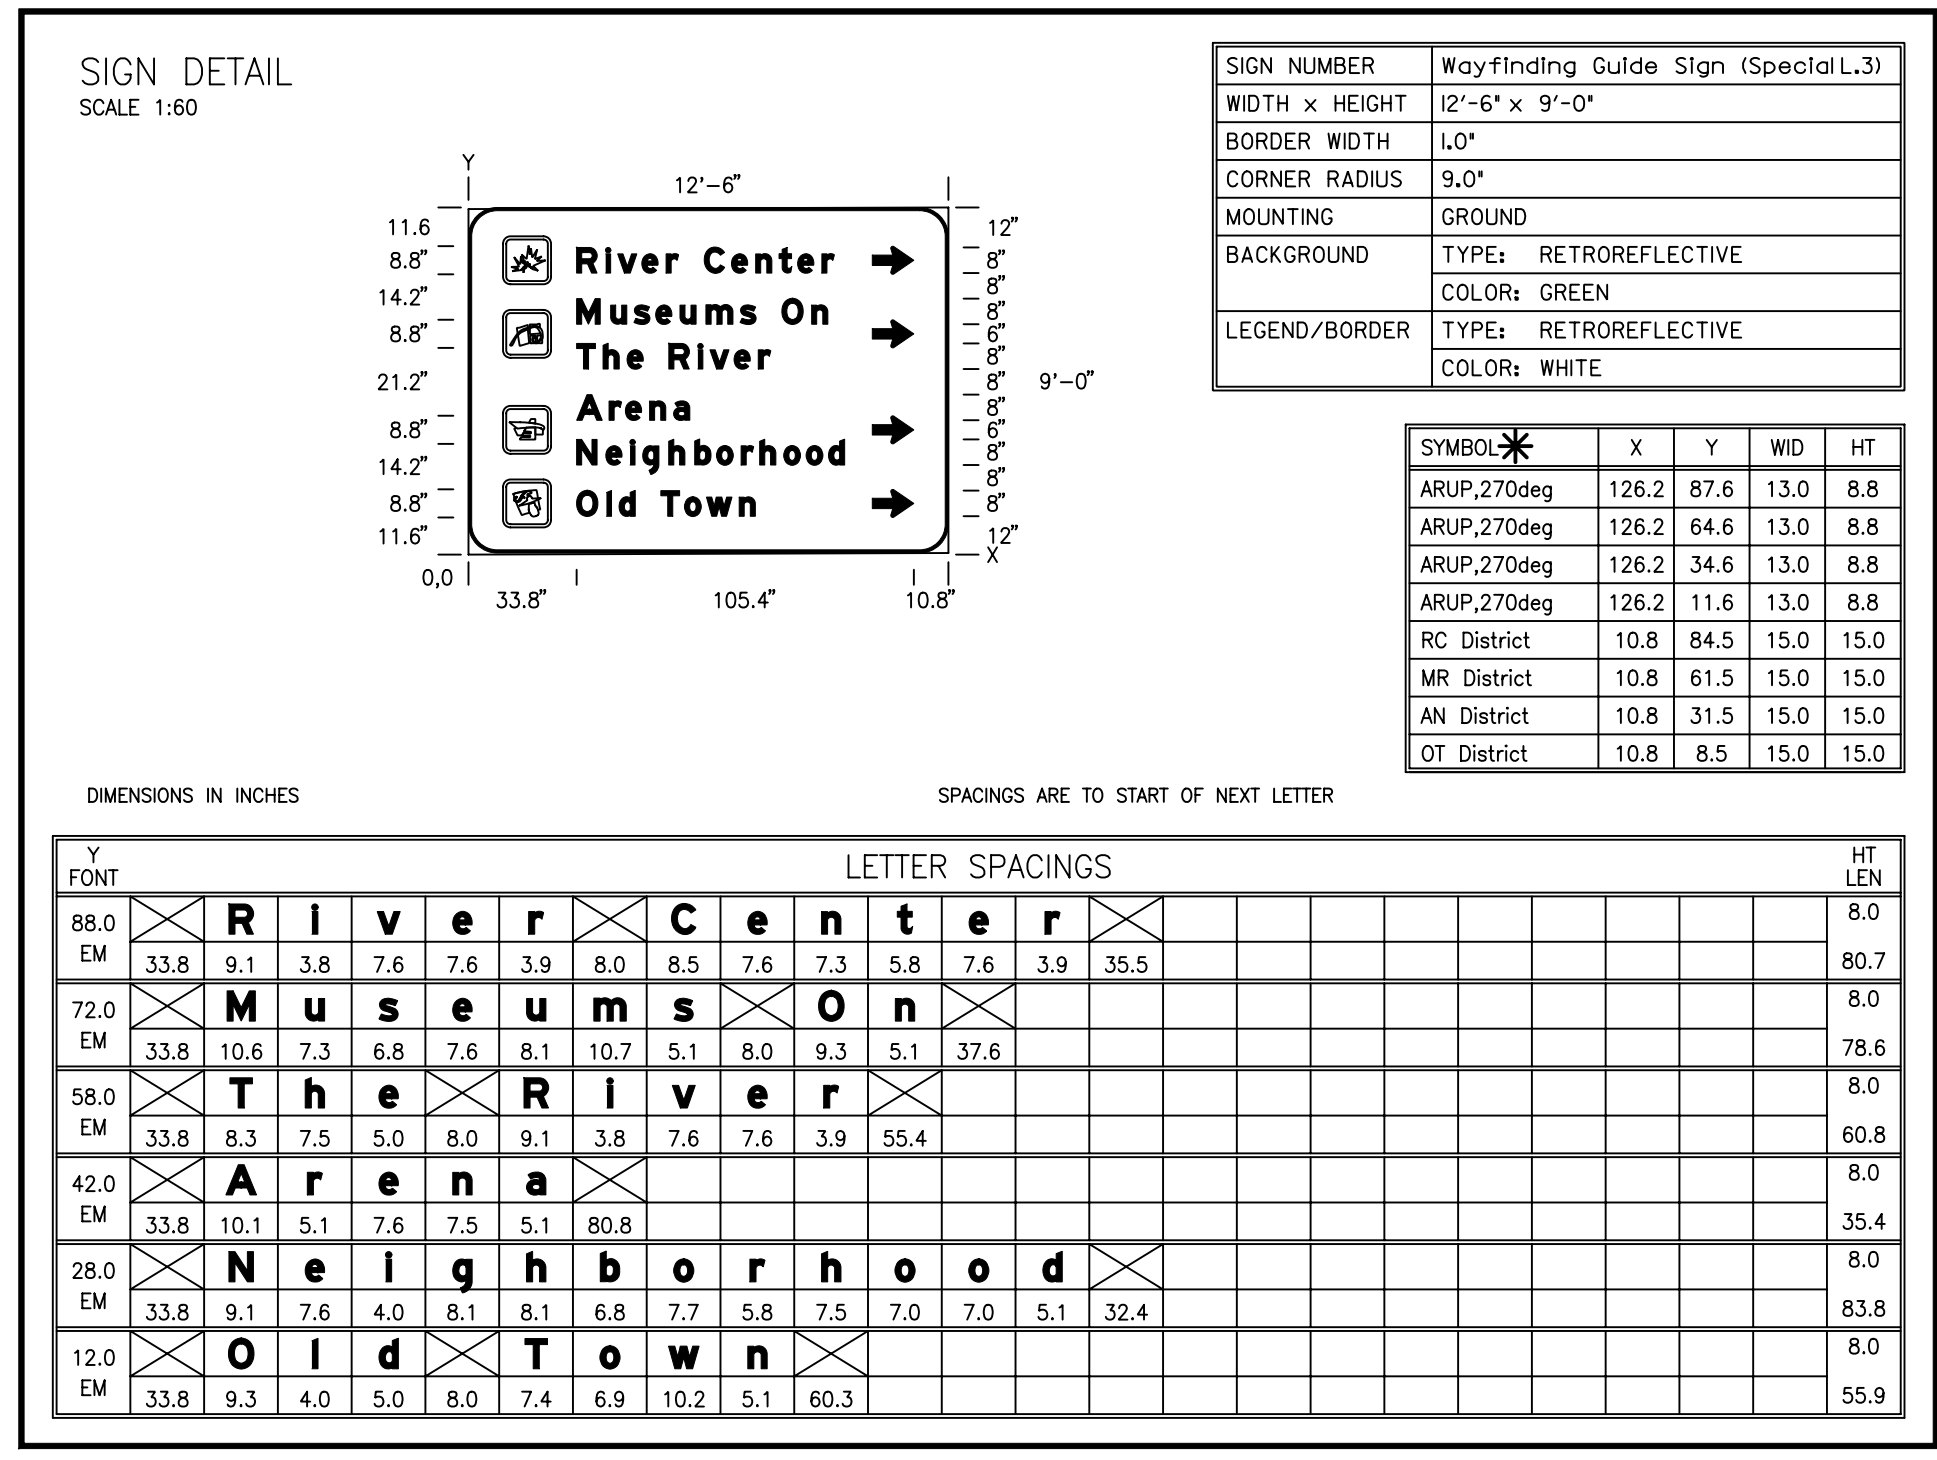 SIGN DETAIL
SCALE 1:60
SIGN NUMBER Wayfinding Guide Sign (Special L.3)
WIDTH x HEIGHT 12'-6" x 9'-0"
BORDER WIDTH 1.0"
CORNER RADIUS 9.0"
MOUNTING GROUND
BACKGROUND TYPE: RETROREFLECTIVE
COLOR: GREEN
LEGEND/BORDER TYPE: RETROREFLECTIVE
COLOR: WHITE
Y
12'-6"
11.6
8.8"
14.2"
8.8"
21.2"
8.8"
14.2"
8.8"
11.6"
River Center
Museums On
The River
Arena
Neighborhood
Old Town
12"
8"
8"
8"
6"
8"
8"
8"
6"
8"
8"
8"
12"
X
9'-0"
0,0
33.8" 105.4" 10.8"
SYMBOL* X Y WID HT
ARUP,270deg 126.2 87.6 13.0 8.8
ARUP,270deg 126.2 64.6 13.0 8.8
ARUP,270deg 126.2 34.6 13.0 8.8
ARUP,270deg 126.2 11.6 13.0 8.8
RC District 10.8 84.5 15.0 15.0
MR District 10.8 61.5 15.0 15.0
AN District 10.8 31.5 15.0 15.0
OT District 10.8 8.5 15.0 15.0
DIMENSIONS IN INCHES SPACINGS ARE TO START OF NEXT LETTER
Y FONT LETTER SPACINGS HT LEN
88.0 R i v e r C e n t e r 8.0
EM 33.8 9.1 3.8 7.6 7.6 3.9 8.0 8.5 7.6 7.3 5.8 7.6 3.9 35.5 80.7
72.0 M u s e u m s O n 8.0
EM 33.8 10.6 7.3 6.8 7.6 8.1 10.7 5.1 8.0 9.3 5.1 37.6 78.6
58.0 T h e R i v e r 8.0
EM 33.8 8.3 7.5 5.0 8.0 9.1 3.8 7.6 7.6 3.9 55.4 60.8
42.0 A r e n a 8.0
EM 33.8 10.1 5.1 7.6 7.5 5.1 80.8 35.4
28.0 N e i g h b o r h o o d 8.0
EM 33.8 9.1 7.6 4.0 8.1 8.1 6.8 7.7 5.8 7.5 7.0 7.0 5.1 32.4 83.8
12.0 O l d T o w n 8.0
EM 33.8 9.3 4.0 5.0 8.0 7.4 6.9 10.2 5.1 60.3 55.9